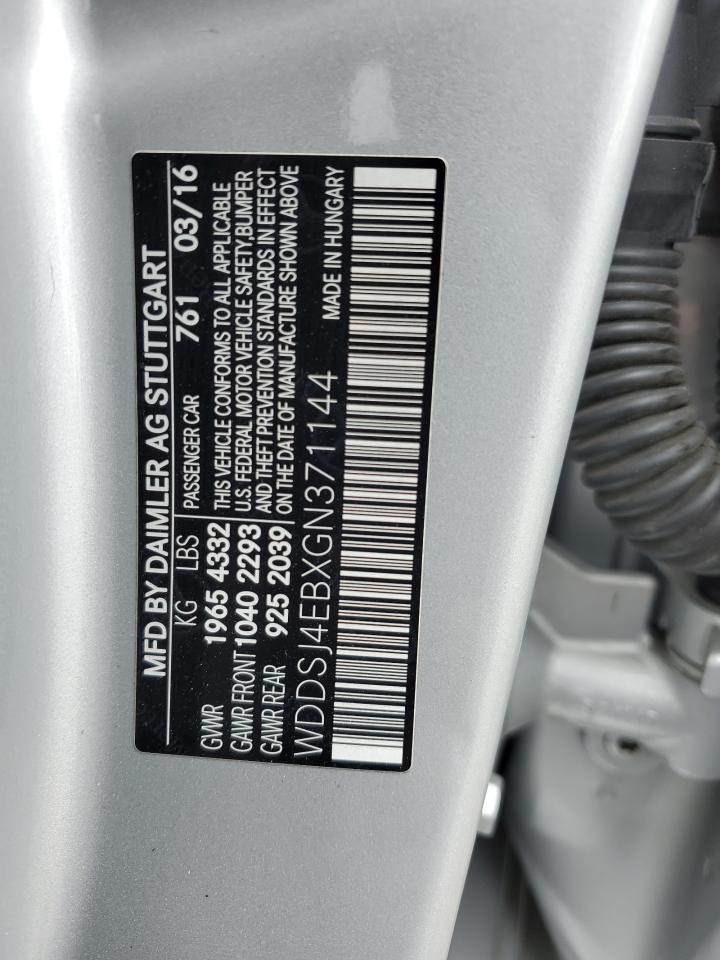 MFD BY DAIMLER AG STUTTGART
KG LBS PASSENGER CAR 761 03/16
GVWR 1965 4332 THIS VEHICLE CONFORMS TO ALL APPLICABLE
GAWR FRONT 1040 2293 U.S. FEDERAL MOTOR VEHICLE SAFETY, BUMPER
GAWR REAR 925 2039 AND THEFT PREVENTION STANDARDS IN EFFECT
ON THE DATE OF MANUFACTURE SHOWN ABOVE
WDDSJ4EBXGN371144 MADE IN HUNGARY